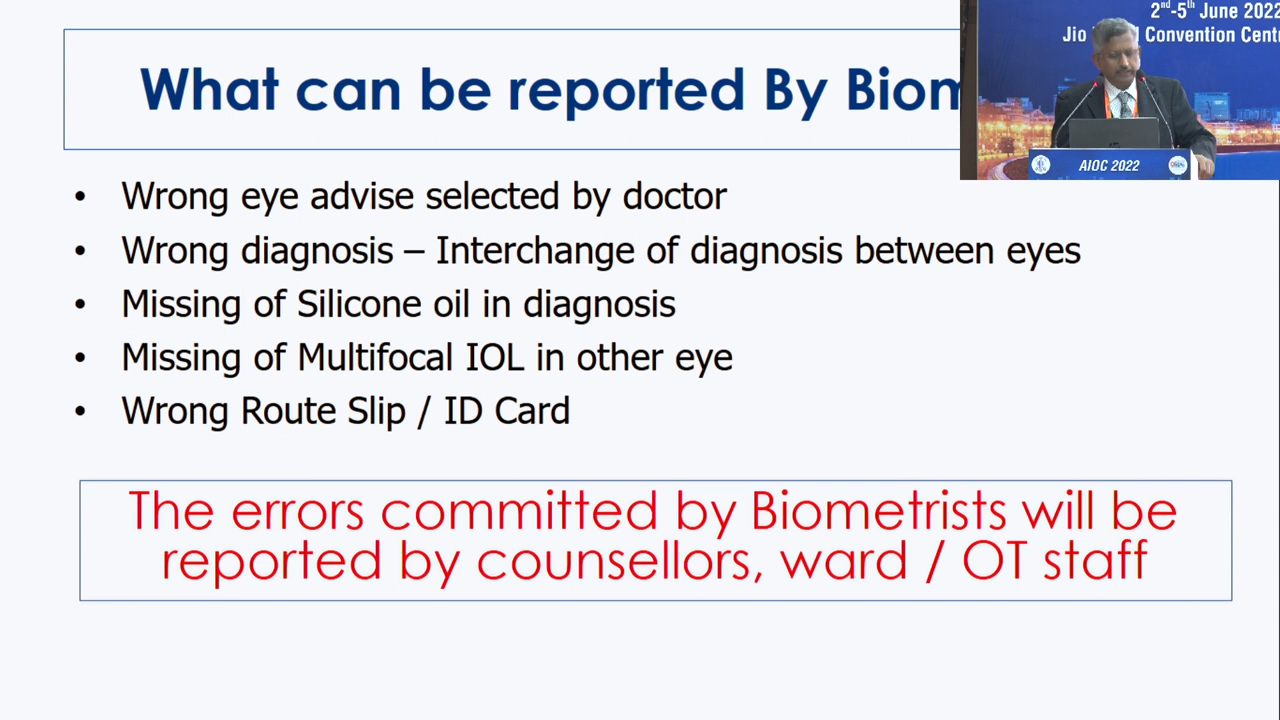 What can be reported By Biom
2nd-5th June 2022
Jio Convention Cent
AIOC 2022
• Wrong eye advise selected by doctor
• Wrong diagnosis – Interchange of diagnosis between eyes
• Missing of Silicone oil in diagnosis
• Missing of Multifocal IOL in other eye
• Wrong Route Slip / ID Card
The errors committed by Biometrists will be
reported by counsellors, ward / OT staff